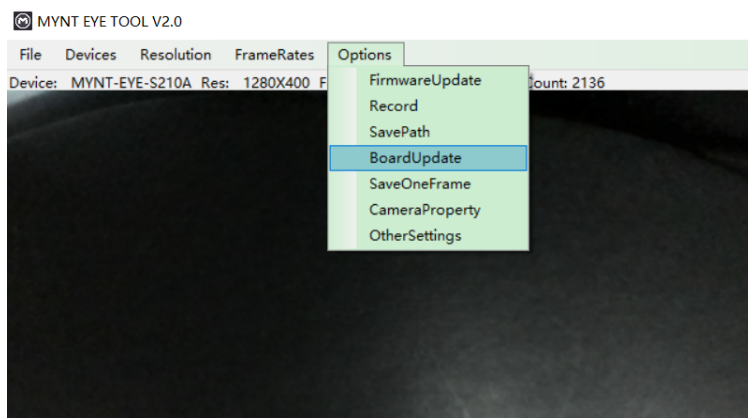 MYNT EYE TOOL V2.0
File Devices Resolution FrameRates Options
Device: MYNT-EYE-S210A Res: 1280X400 F ount: 2136
FirmwareUpdate
Record
SavePath
BoardUpdate
SaveOneFrame
CameraProperty
OtherSettings